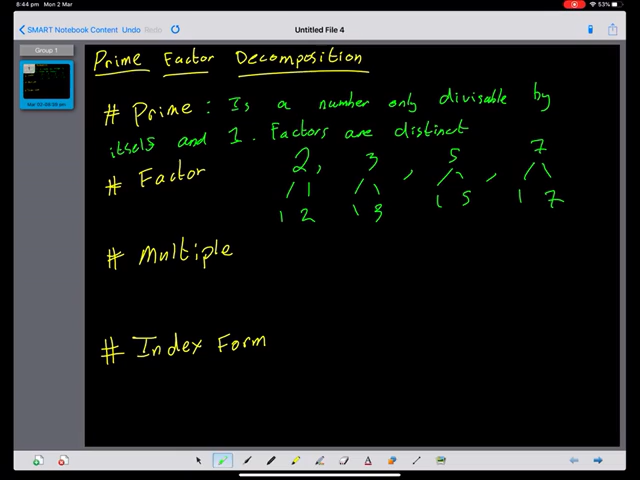 8:44 pm Mon 2 Mar
53%
SMART Notebook Content Undo Redo
Untitled File 4
Group 1
Prime Factor Decomposition
# Prime : Is a number only divisable by
itself and 1. Factors are distinct
2, 3 , 5 , 7
1 2 1 3 1 5 1 7
# Factor
# Multiple
# Index Form